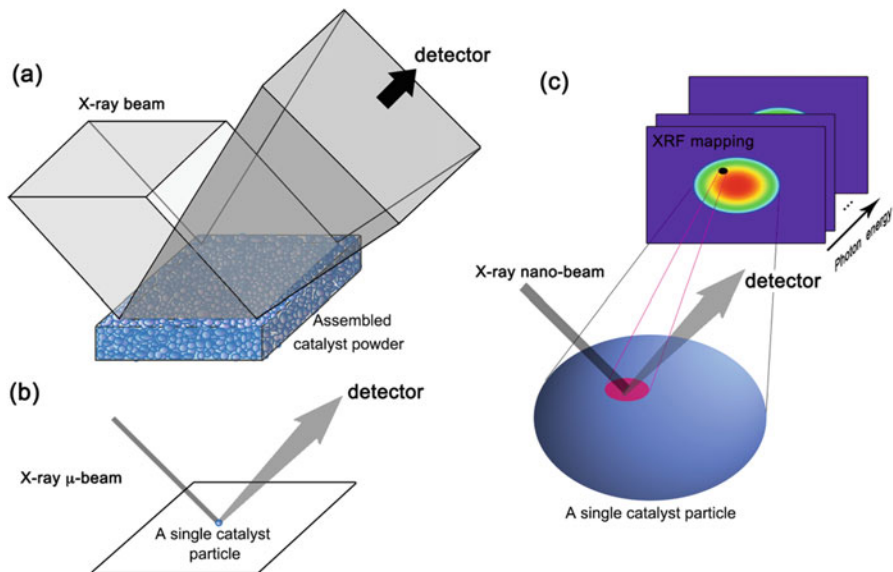 (a)
X-ray beam
detector
Assembled
catalyst powder
(b)
detector
X-ray μ-beam
A single catalyst
particle
(c)
XRF mapping
...
Photon energy
X-ray nano-beam
detector
A single catalyst particle